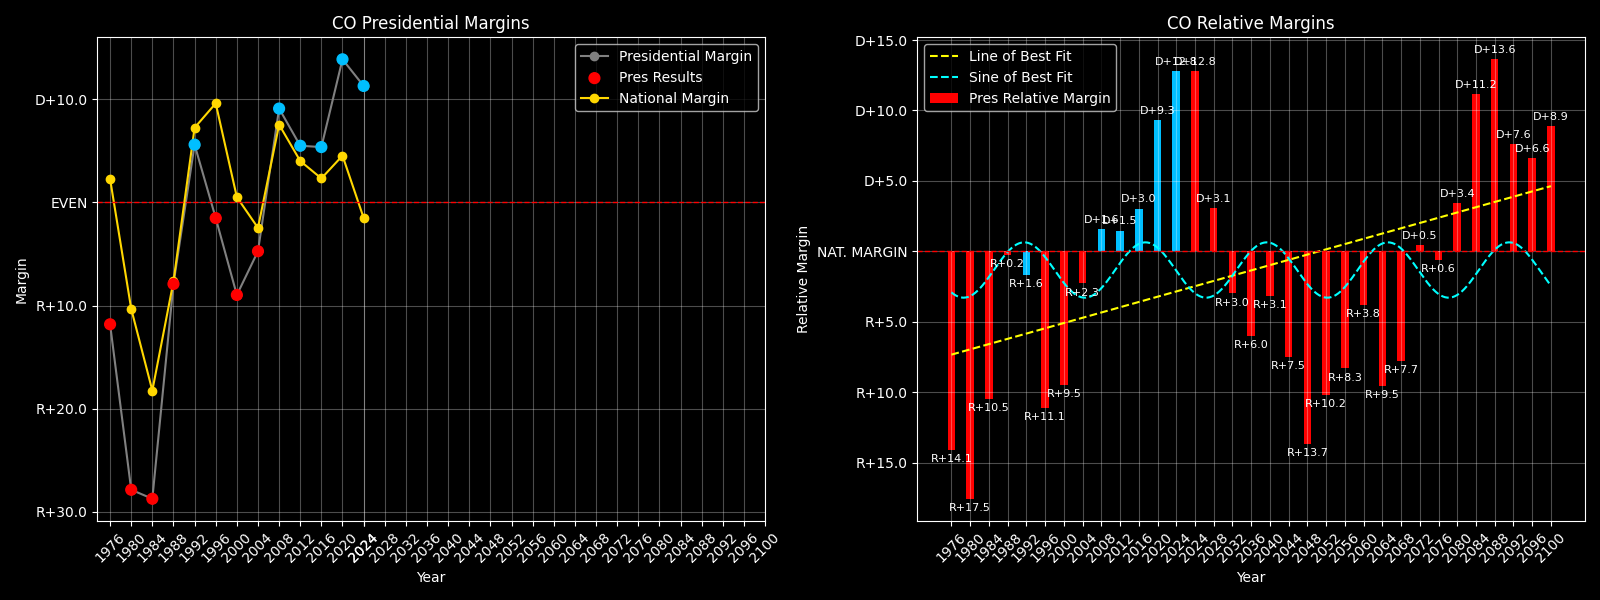 CO Presidential Margins
Presidential Margin
Pres Results
National Margin
D+10.0
EVEN
R+10.0
R+20.0
R+30.0
Margin
1976
1980
1984
1988
1992
1996
2000
2004
2008
2012
2016
2020
2024
2028
2032
2036
2040
2044
2048
2052
2056
2060
2064
2068
2072
2076
2080
2084
2088
2092
2096
2100
Year
CO Relative Margins
Line of Best Fit
Sine of Best Fit
Pres Relative Margin
D+15.0
D+10.0
D+5.0
NAT. MARGIN
R+5.0
R+10.0
R+15.0
Relative Margin
R+14.1
R+17.5
R+10.5
R+0.2
R+1.6
R+11.1
R+9.5
R+2.3
D+1.6
D+1.5
D+3.0
D+9.3
D+12.8
D+3.1
R+3.0
R+6.0
R+3.1
R+7.5
R+13.7
R+10.2
R+8.3
R+3.8
R+9.5
R+7.7
D+0.5
R+0.6
D+3.4
D+11.2
D+13.6
D+7.6
D+6.6
D+8.9
1976
1980
1984
1988
1992
1996
2000
2004
2008
2012
2016
2020
2024
2024
2028
2032
2036
2040
2044
2048
2052
2056
2060
2064
2068
2072
2076
2080
2084
2088
2092
2096
2100
Year